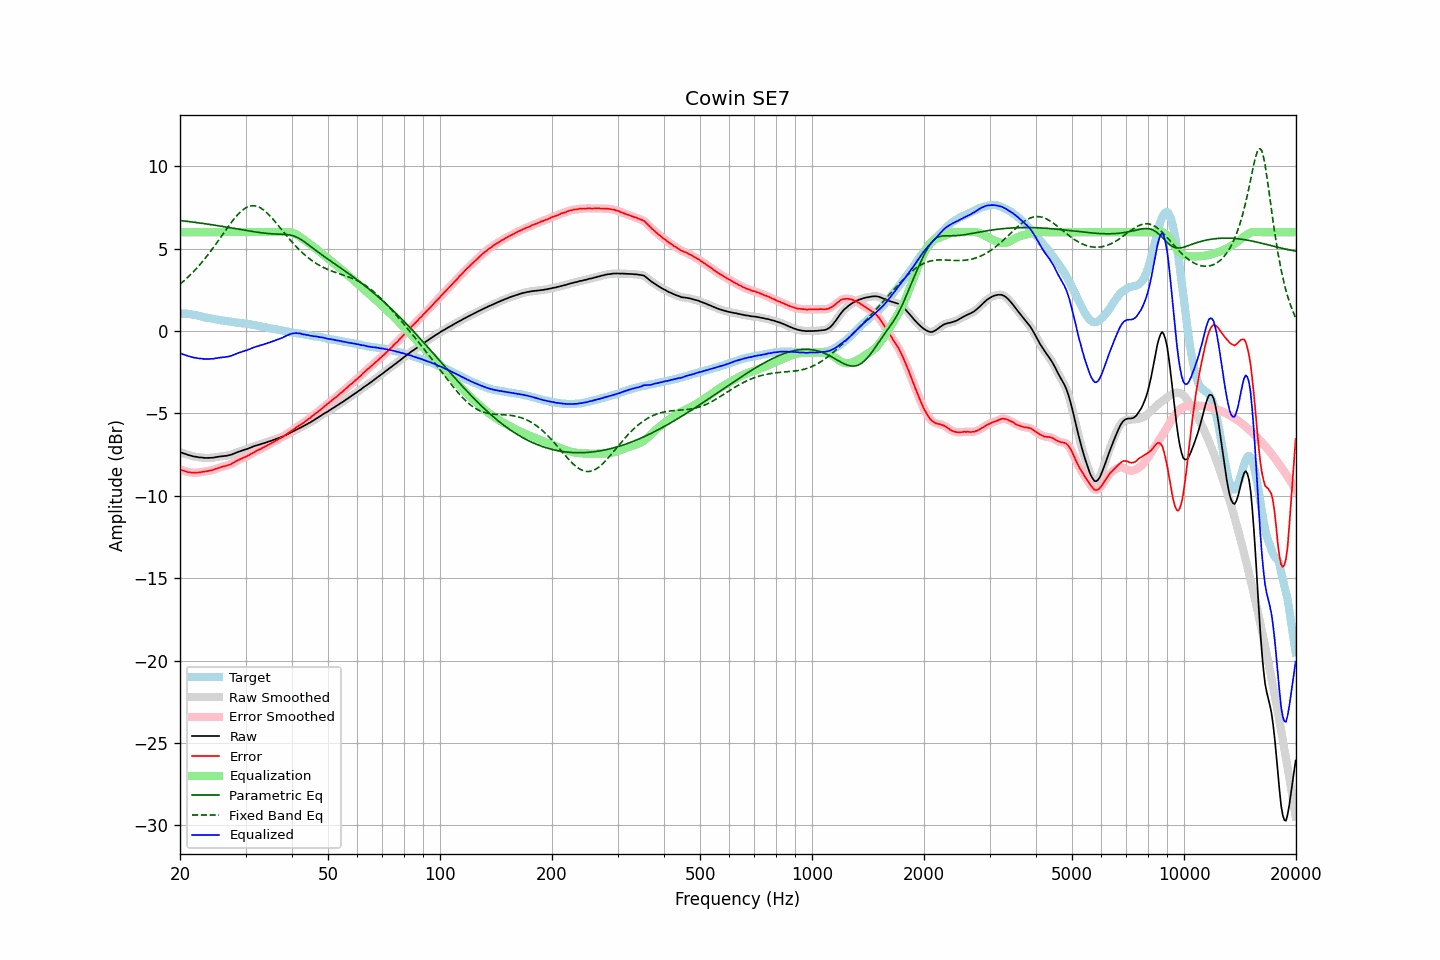 Cowin SE7
Amplitude (dBr)
10
5
0
−5
−10
−15
−20
−25
−30
Target
Raw Smoothed
Error Smoothed
Raw
Error
Equalization
Parametric Eq
Fixed Band Eq
Equalized
20 50 100 200 500 1000 2000 5000 10000 20000
Frequency (Hz)